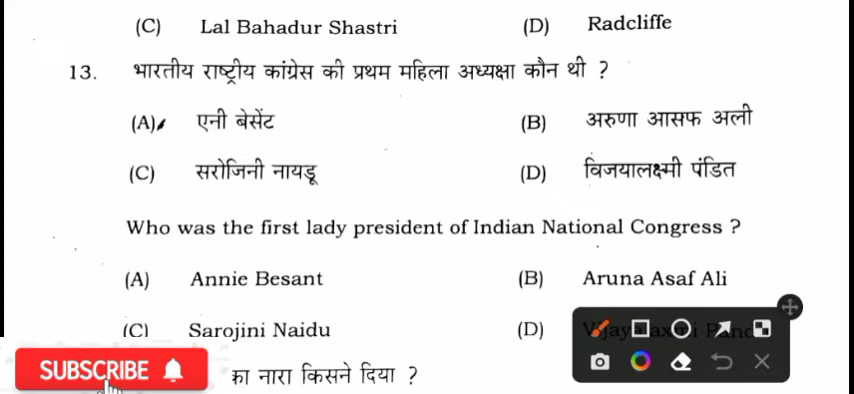 (C) Lal Bahadur Shastri (D) Radcliffe
13. भारतीय राष्ट्रीय कांग्रेस की प्रथम महिला अध्यक्षा कौन थी ?
(A) एनी बेसेंट (B) अरुणा आसफ अली
(C) सरोजिनी नायडू (D) विजयालक्ष्मी पंडित
Who was the first lady president of Indian National Congress ?
(A) Annie Besant (B) Aruna Asaf Ali
(C) Sarojini Naidu (D)
SUBSCRIBE
का नारा किसने दिया ?